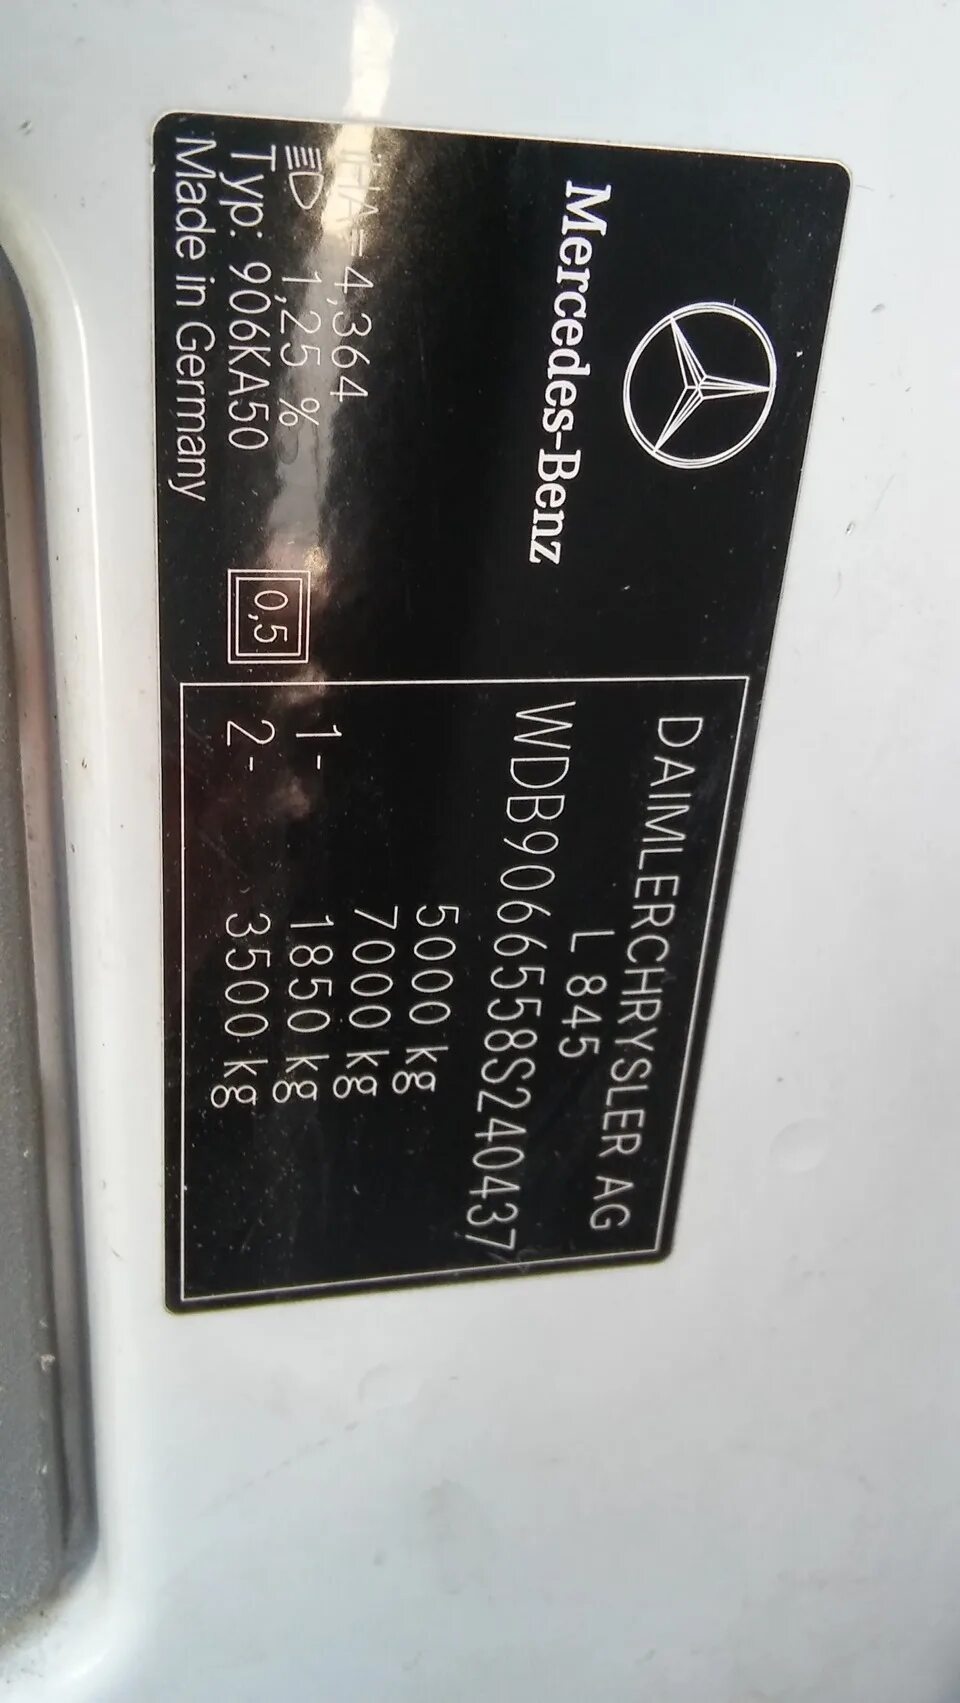 Mercedes-Benz
iHA = 4,364
1,25 %
Typ: 906KA50
Made in Germany
0,5
DAIMLERCHRYSLER AG
L 845
WDB9066558S240437
5000 kg
7000 kg
1- 1850 kg
2- 3500 kg